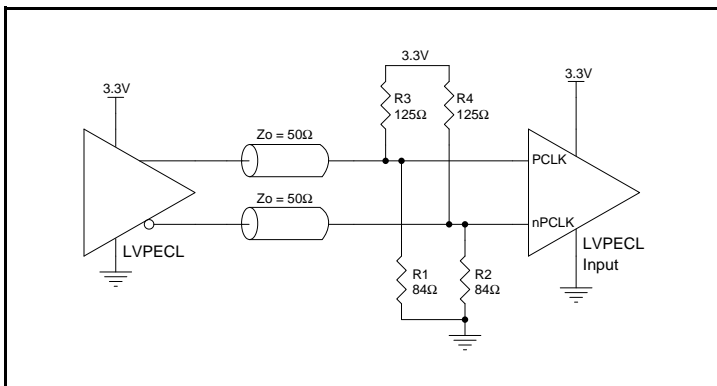 3.3V
3.3V
3.3V
R3
125Ω
R4
125Ω
Zo = 50Ω
PCLK
Zo = 50Ω
nPCLK
LVPECL
LVPECL
Input
R1
84Ω
R2
84Ω